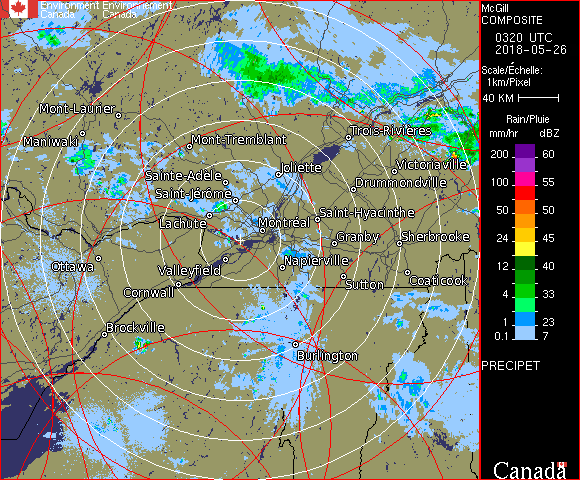 Environment Environnement
Canada Canada
McGill
COMPOSITE
0320 UTC
2018-05-26
Scale/Échelle:
1km/Pixel
40 KM
Rain/Pluie
mm/hr dBZ
200 60
100 55
50 50
24 45
12 40
4 33
1 23
0.1 7
PRECIPET
Canada
Mont-Laurier
Maniwaki
Mont-Tremblant
Trois-Rivières
Sainte-Adèle
Joliette
Victoriaville
Saint-Jérôme
Drummondville
Lachute
Montréal
Saint-Hyacinthe
Granby
Sherbrooke
Ottawa
Valleyfield
Napierville
Cornwall
Sutton
Coaticook
Brockville
Burlington